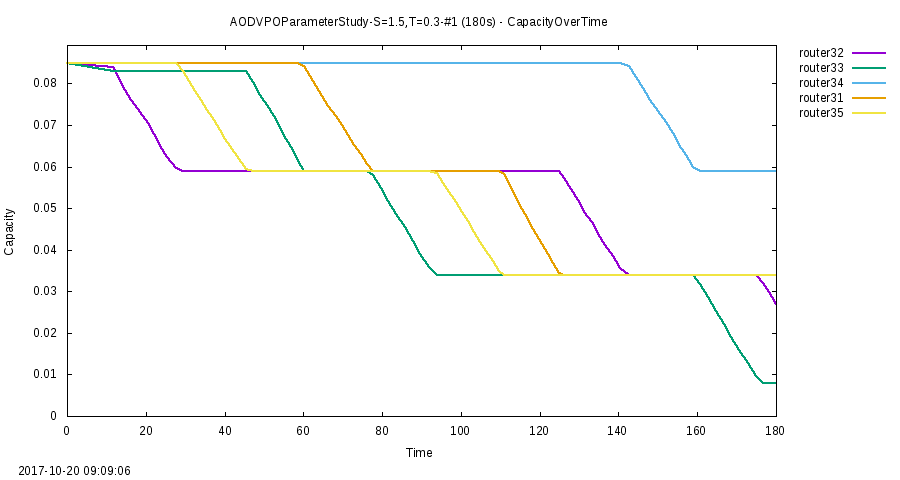 AODVPOParameterStudy-S=1.5,T=0.3-#1 (180s) - CapacityOverTime
router32
router33
router34
router31
router35
0.08
0.07
0.06
0.05
0.04
0.03
0.02
0.01
0
Capacity
0 20 40 60 80 100 120 140 160 180
Time
2017-10-20 09:09:06